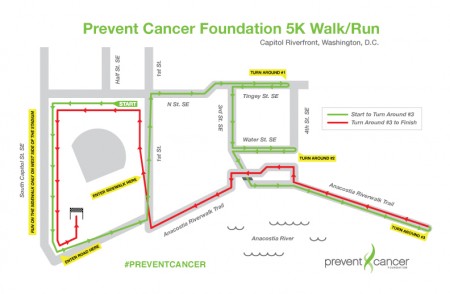 Prevent Cancer Foundation 5K Walk/Run
Capitol Riverfront, Washington, D.C.
Half St. SE
1st St.
TURN AROUND #1
START
N St. SE
Tingey St. SE
3rd St. SE
4th St. SE
Start to Turn Around #3
Turn Around #3 to Finish
South Capitol St. SE
RUN ON THE SIDEWALK ONLY ON WEST SIDE OF THE STADIUM
1st St. SE
Water St. SE
TURN AROUND #2
ENTER SIDEWALK HERE
Anacostia Riverwalk Trail
Anacostia Riverwalk Trail
ENTER ROAD HERE
Anacostia River
TURN AROUND #3
#PREVENTCANCER
prevent cancer
FOUNDATION